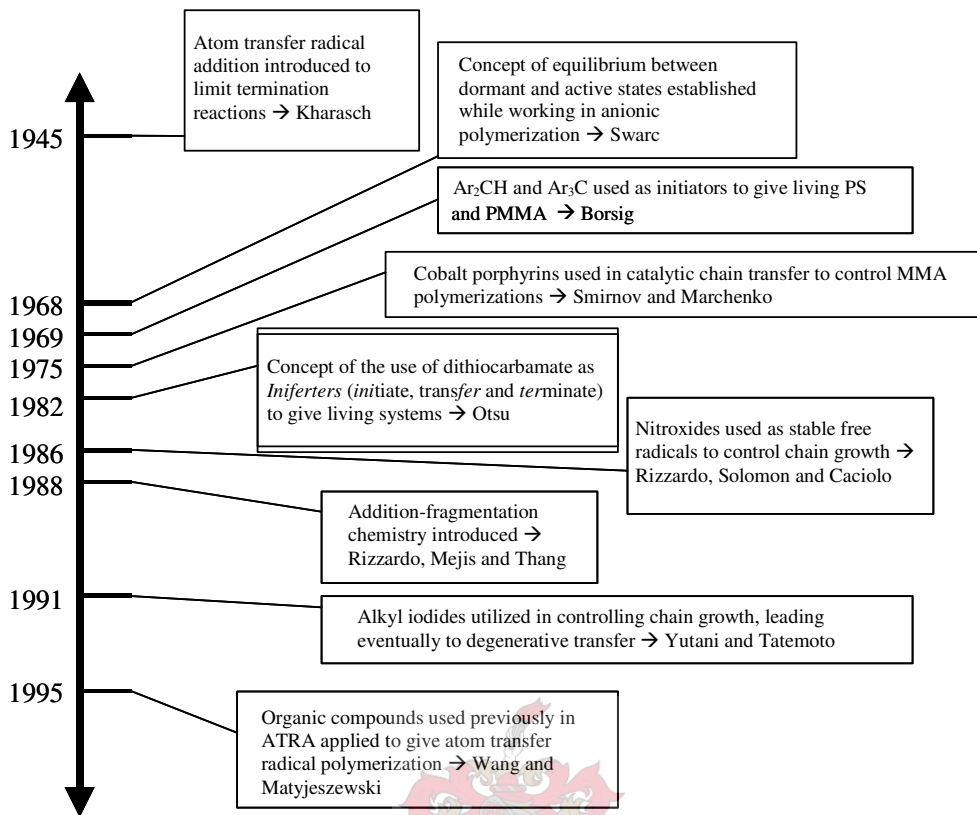 Atom transfer radical
addition introduced to
limit termination
reactions → Kharasch
Concept of equilibrium between
dormant and active states established
while working in anionic
polymerization → Swarc
1945
Ar₂CH and Ar₃C used as initiators to give living PS
and PMMA → Borsig
Cobalt porphyrins used in catalytic chain transfer to control MMA
polymerizations → Smirnov and Marchenko
1968
1969
1975
1982
Concept of the use of dithiocarbamate as
Iniferters (initiate, transfer and terminate)
to give living systems → Otsu
Nitroxides used as stable free
radicals to control chain growth →
Rizzardo, Solomon and Caciolo
1986
1988
Addition-fragmentation
chemistry introduced →
Rizzardo, Mejis and Thang
1991
Alkyl iodides utilized in controlling chain growth, leading
eventually to degenerative transfer → Yutani and Tatemoto
1995
Organic compounds used previously in
ATRA applied to give atom transfer
radical polymerization → Wang and
Matyjeszewski